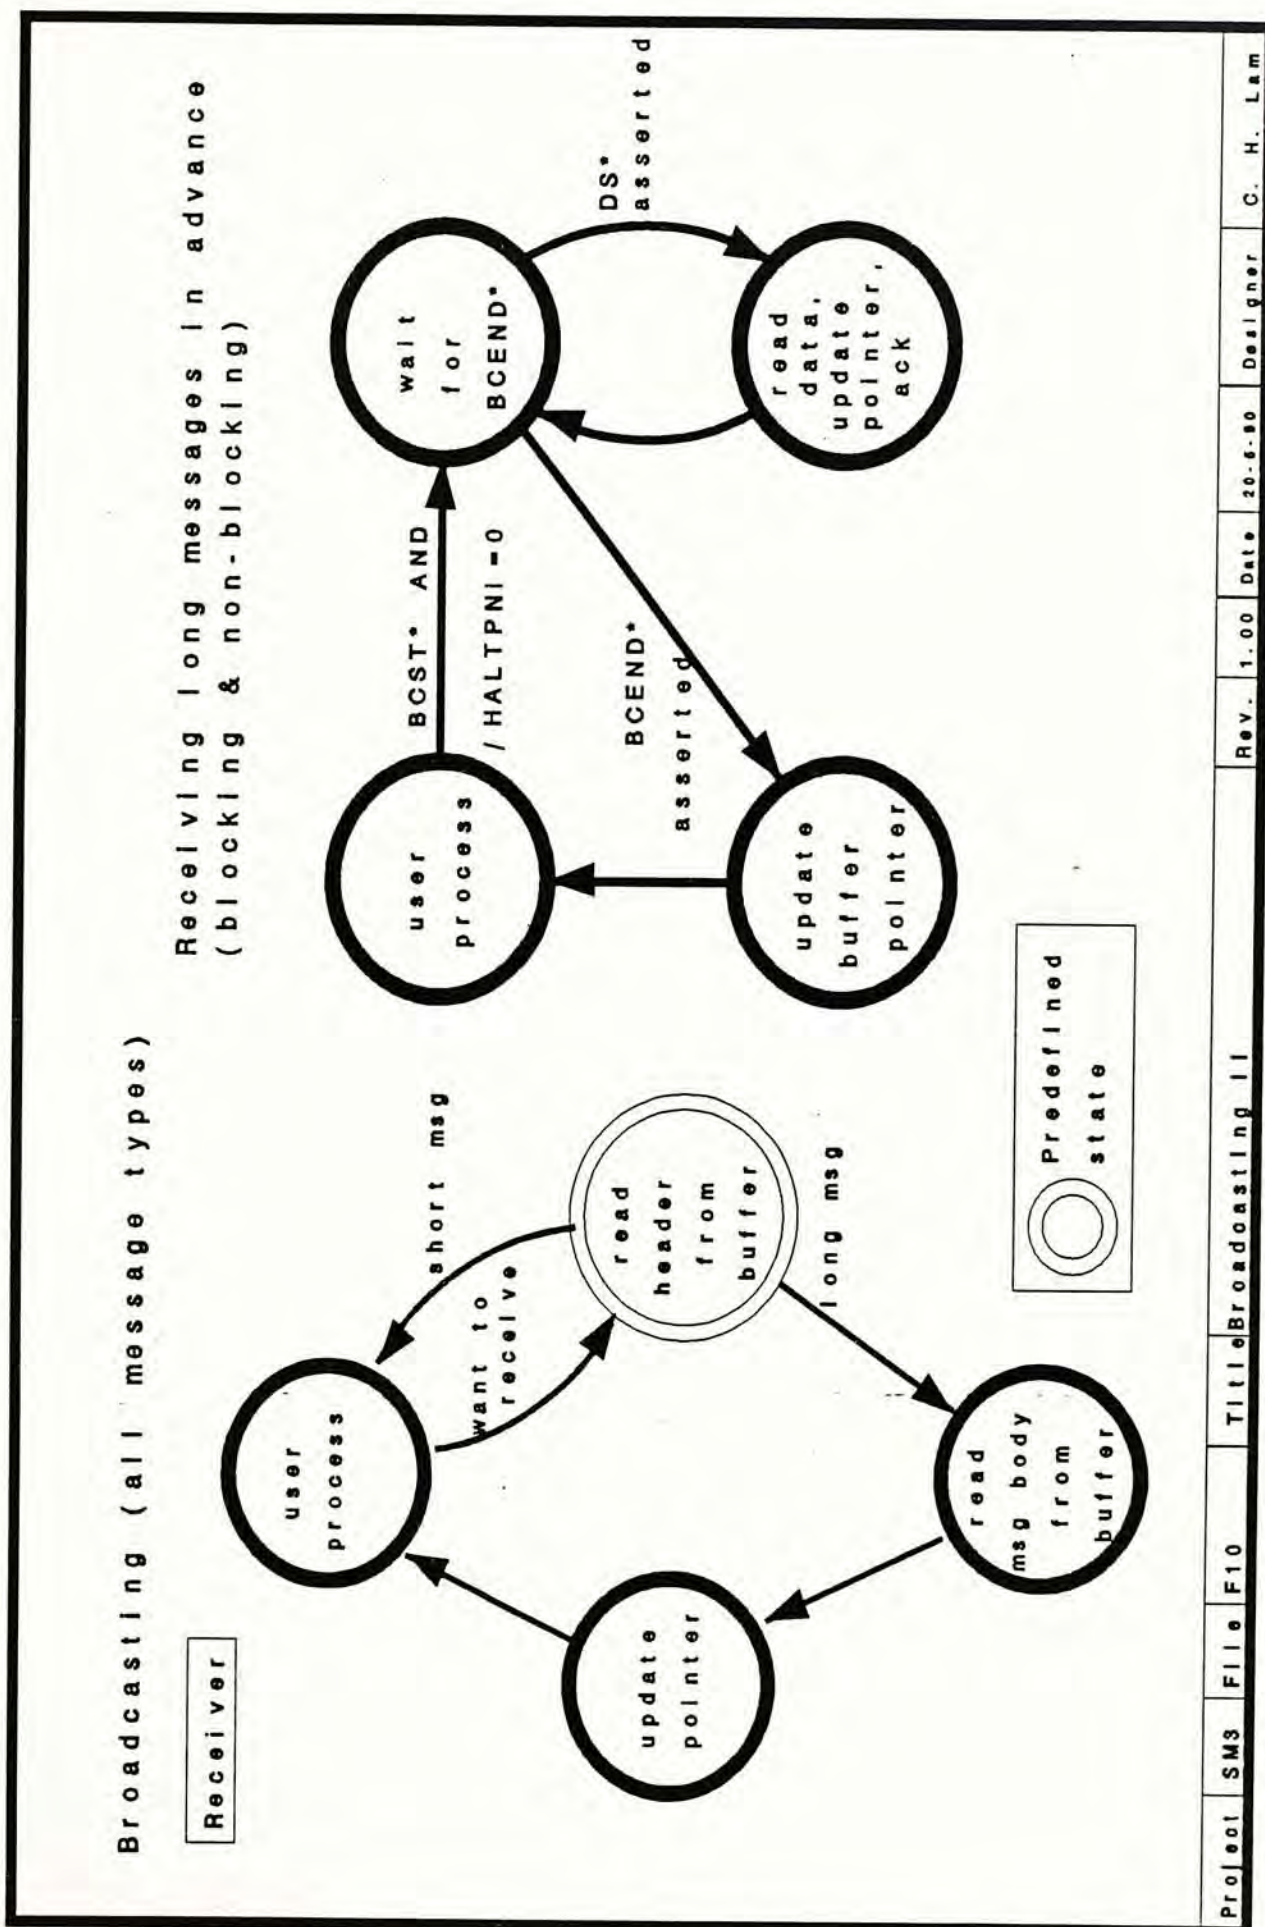 Broadcasting (all message types)
Receiver
user
process
short msg
want to
receive
read
header
from
buffer
long msg
update
pointer
read
msg body
from
buffer
Receiving long messages in advance
(blocking & non-blocking)
user
process
BCST* AND
/HALTPNI=0
wait
for
BCEND*
DS*
asserted
BCEND*
asserted
update
buffer
pointer
read
data,
update
pointer,
ack
Predefined
state
Project SM3 File F10 Title Broadcasting II Rev. 1.00 Date 20-6-90 Designer C. H. Lam